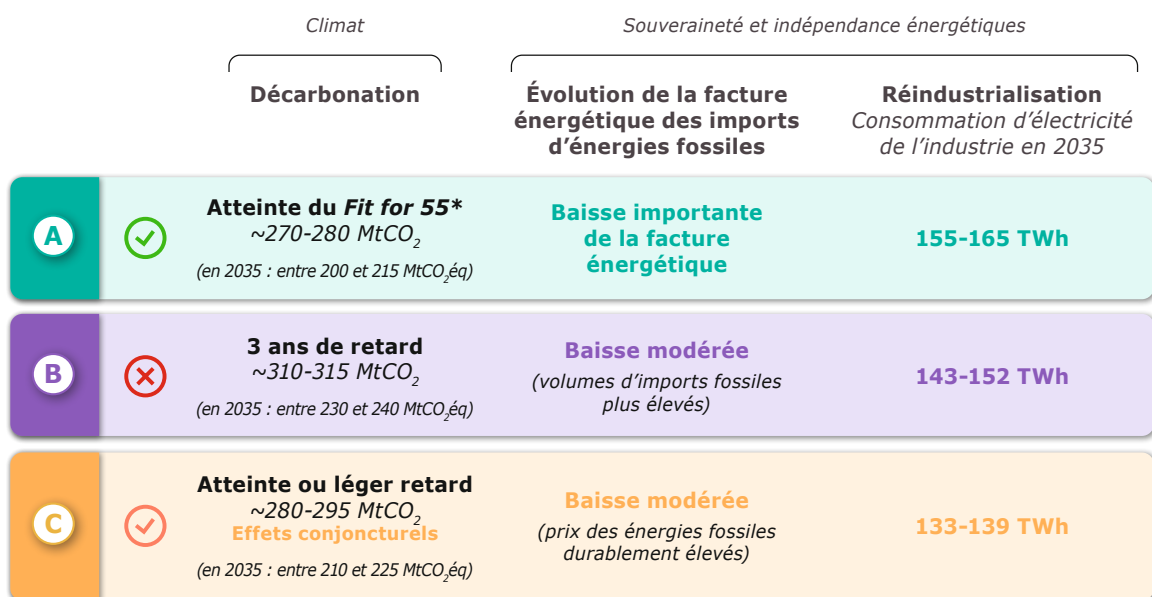 Climat
Souveraineté et indépendance énergétiques
Décarbonation
Évolution de la facture
énergétique des imports
d’énergies fossiles
Réindustrialisation
Consommation d’électricité
de l’industrie en 2035
A
Atteinte du Fit for 55*
~270-280 MtCO₂
(en 2035 : entre 200 et 215 MtCO₂éq)
Baisse importante
de la facture
énergétique
155-165 TWh
B
3 ans de retard
~310-315 MtCO₂
(en 2035 : entre 230 et 240 MtCO₂éq)
Baisse modérée
(volumes d’imports fossiles
plus élevés)
143-152 TWh
C
Atteinte ou léger retard
~280-295 MtCO₂
Effets conjoncturels
(en 2035 : entre 210 et 225 MtCO₂éq)
Baisse modérée
(prix des énergies fossiles
durablement élevés)
133-139 TWh